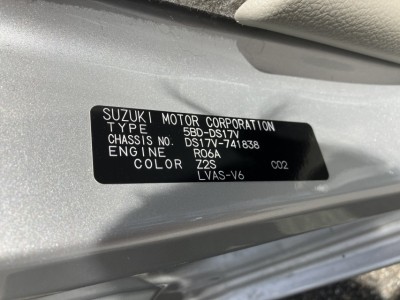 SUZUKI MOTOR CORPORATION
TYPE 5BD-DS17V
CHASSIS NO. DS17V-741838
ENGINE R06A
COLOR Z2S C02
LVAS-V6